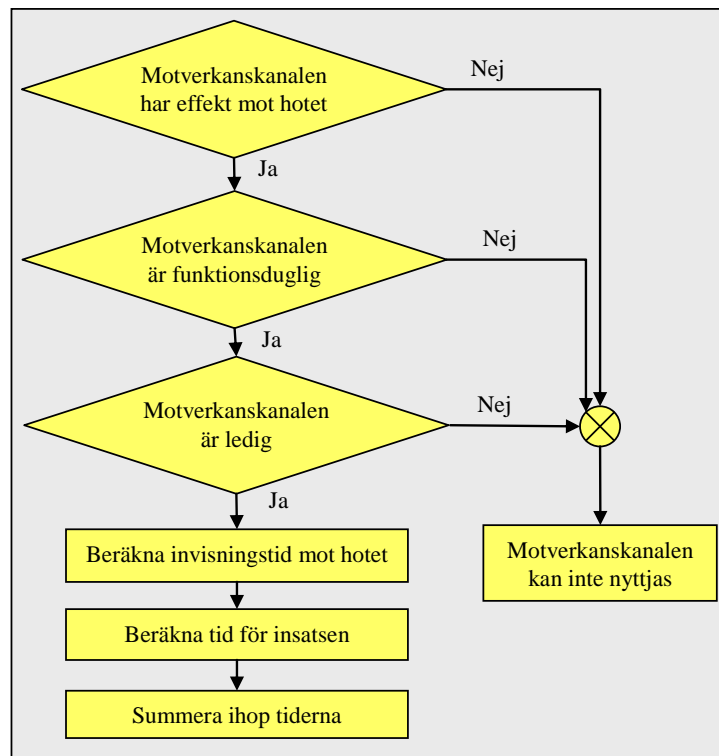 Motverkanskanalen
har effekt mot hotet
Nej
Ja
Motverkanskanalen
är funktionsduglig
Nej
Ja
Motverkanskanalen
är ledig
Nej
Ja
Beräkna invisningstid mot hotet
Motverkanskanalen
kan inte nyttjas
Beräkna tid för insatsen
Summera ihop tiderna